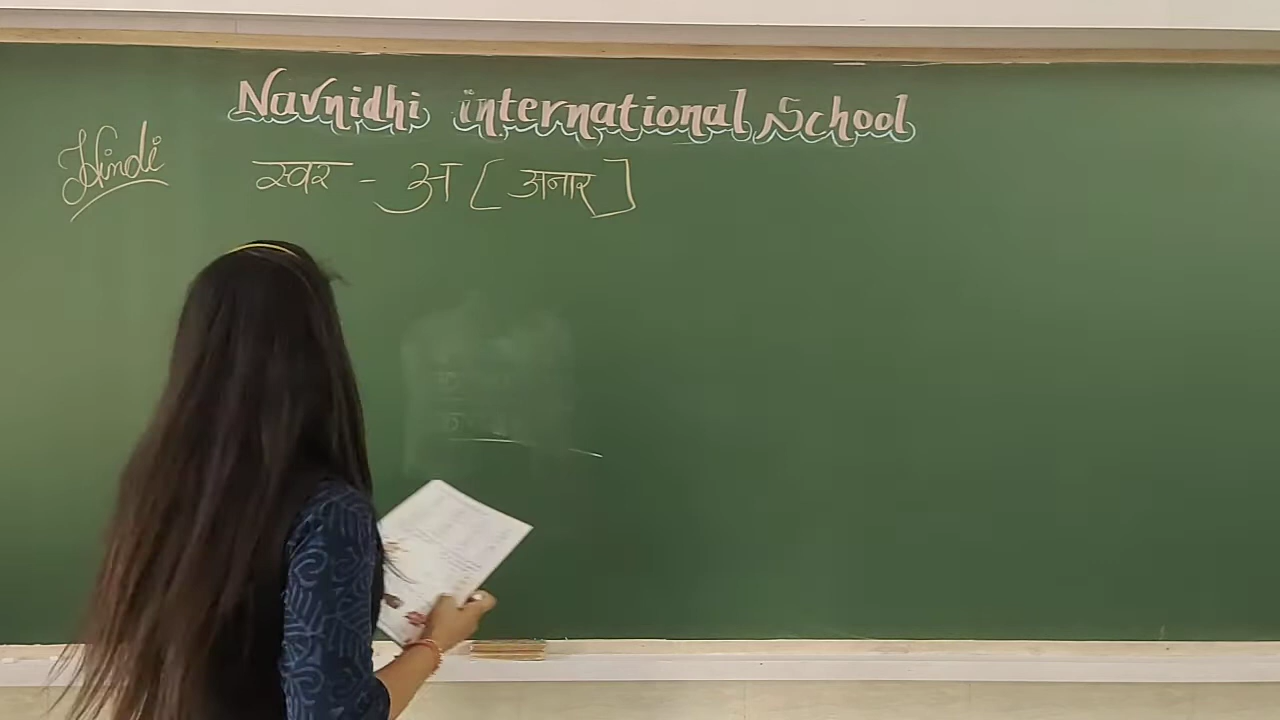 Navnidhi international School
Hindi
स्वर - अ [ अनार ]